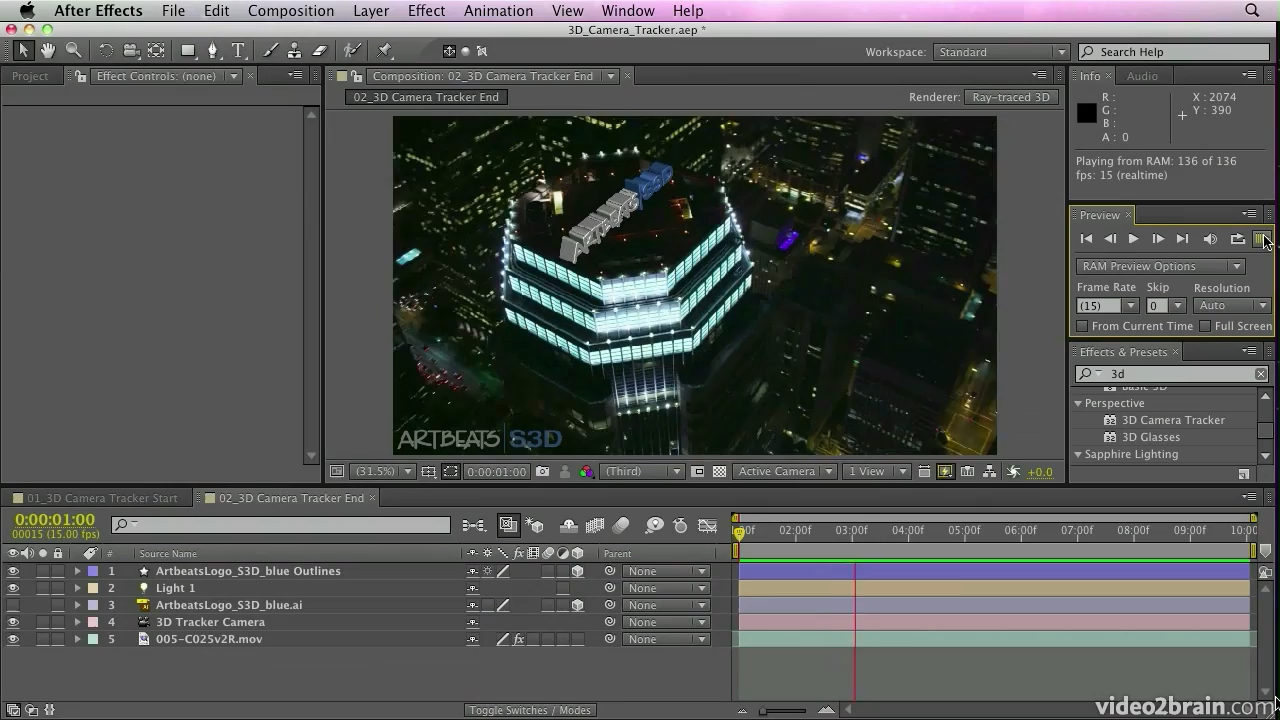 After Effects File Edit Composition Layer Effect Animation View Window Help
3D_Camera_Tracker.aep *
Workspace: Standard Search Help
Project Effect Controls: (none) Composition: 02_3D Camera Tracker End Info Audio
02_3D Camera Tracker End Renderer: Ray-traced 3D
R :
G :
B :
A : 0
X : 2074
Y : 390
Playing from RAM: 136 of 136
fps: 15 (realtime)
Preview
RAM Preview Options
Frame Rate Skip Resolution
(15) 0 Auto
From Current Time Full Screen
Effects & Presets
3d
Basic 3D
Perspective
3D Camera Tracker
3D Glasses
Sapphire Lighting
ARTBEATS S3D
(31.5%) 0:00:01:00 (Third) Active Camera 1 View +0.0
01_3D Camera Tracker Start 02_3D Camera Tracker End
0:00:01:00
00015 (15.00 fps)
00f 02:00f 03:00f 04:00f 05:00f 06:00f 07:00f 08:00f 09:00f 10:00
# Source Name fx Parent
1 ArtbeatsLogo_S3D_blue Outlines None
2 Light 1 None
3 ArtbeatsLogo_S3D_blue.ai None
4 3D Tracker Camera None
5 005-C025v2R.mov fx None
Toggle Switches / Modes
video2brain.com